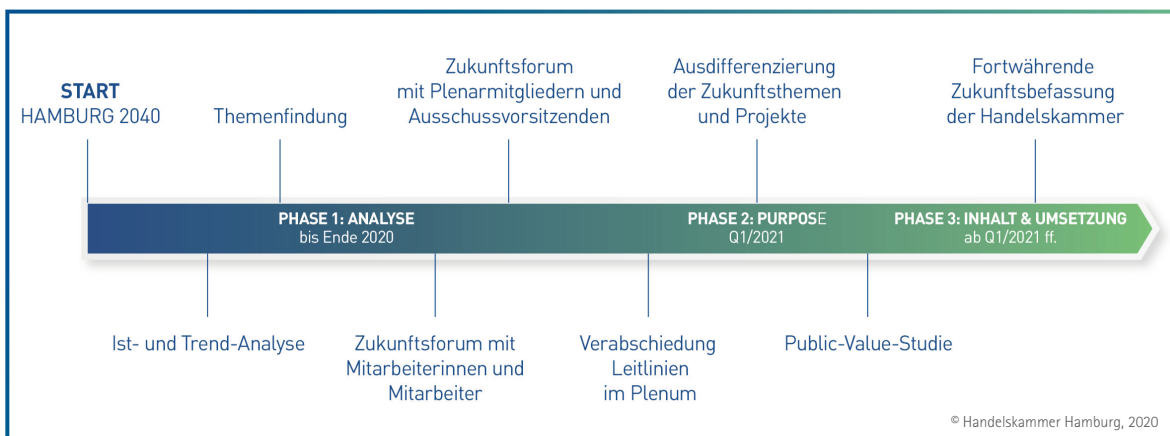 START
HAMBURG 2040
Themenfindung
Zukunftsforum
mit Plenarmitgliedern und
Ausschussvorsitzenden
Ausdifferenzierung
der Zukunftsthemen
und Projekte
Fortwährende
Zukunftsbefassung
der Handelskammer
PHASE 1: ANALYSE
bis Ende 2020
PHASE 2: PURPOSE
Q1/2021
PHASE 3: INHALT & UMSETZUNG
ab Q1/2021 ff.
Ist- und Trend-Analyse
Zukunftsforum mit
Mitarbeiterinnen und
Mitarbeiter
Verabschiedung
Leitlinien
im Plenum
Public-Value-Studie
© Handelskammer Hamburg, 2020